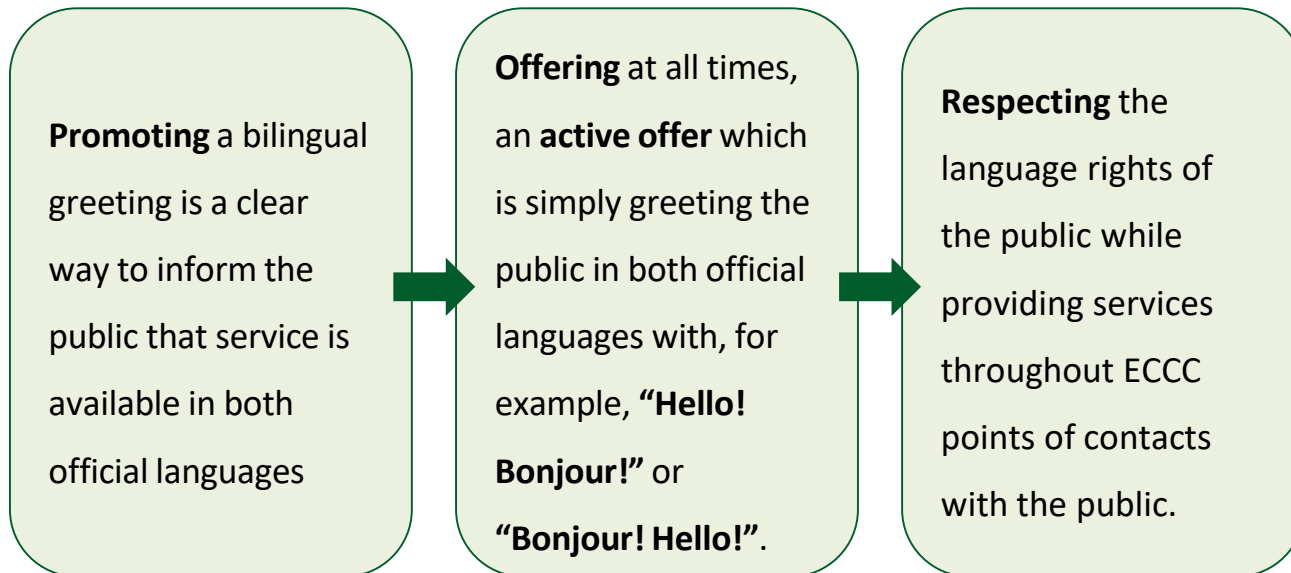 Promoting a bilingual
greeting is a clear
way to inform the
public that service is
available in both
official languages
Offering at all times,
an active offer which
is simply greeting the
public in both official
languages with, for
example, “Hello!
Bonjour!” or
“Bonjour! Hello!”.
Respecting the
language rights of
the public while
providing services
throughout ECCC
points of contacts
with the public.